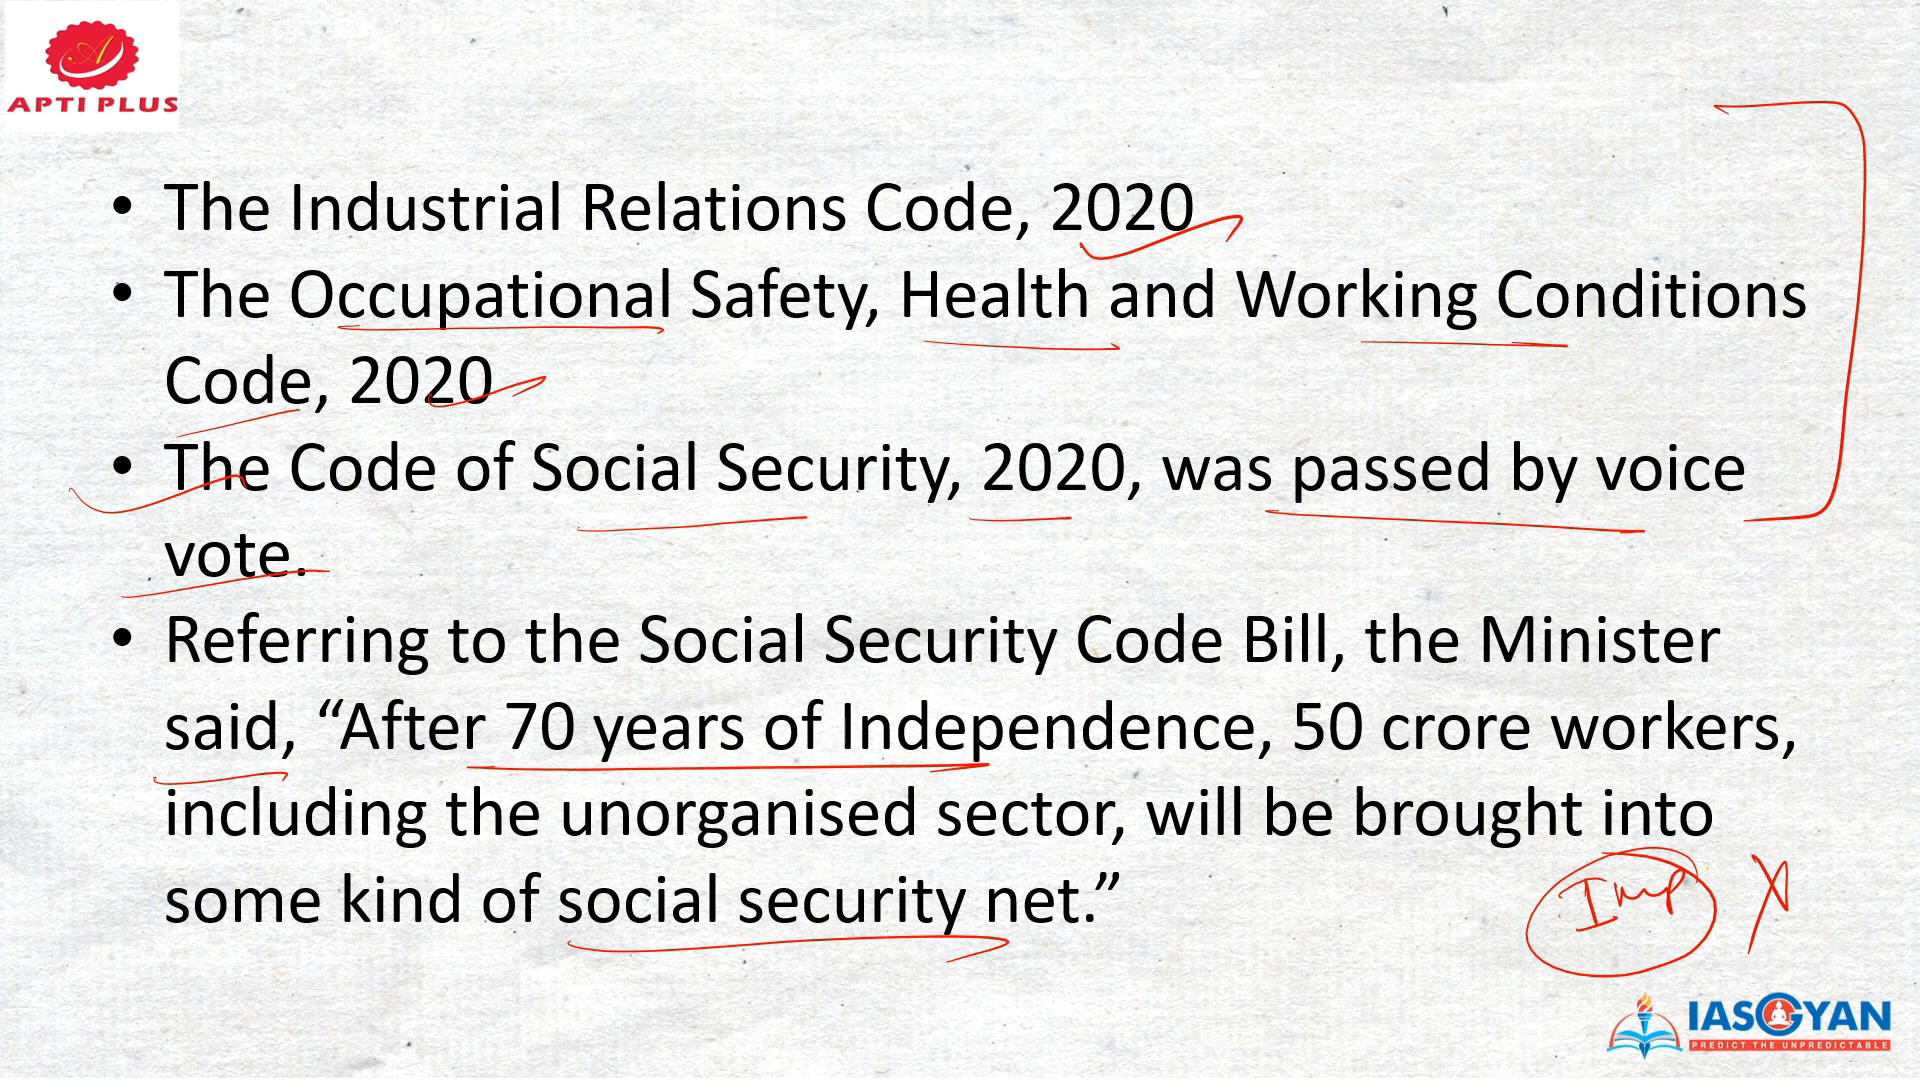 APTI PLUS
• The Industrial Relations Code, 2020
• The Occupational Safety, Health and Working Conditions
Code, 2020
• The Code of Social Security, 2020, was passed by voice
vote.
• Referring to the Social Security Code Bill, the Minister
said, “After 70 years of Independence, 50 crore workers,
including the unorganised sector, will be brought into
some kind of social security net.”
Imp
IASGYAN
PREDICT THE UNPREDICTABLE